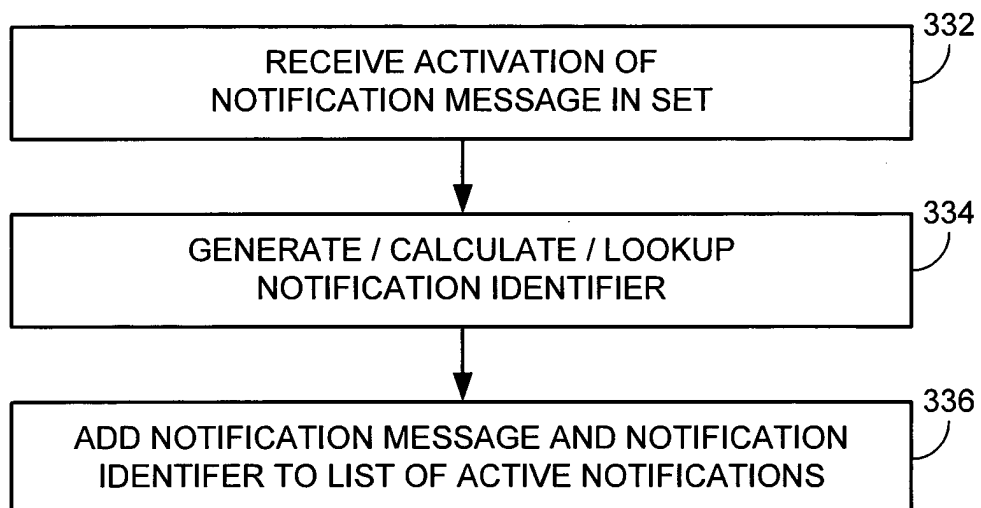 332
RECEIVE ACTIVATION OF
NOTIFICATION MESSAGE IN SET
334
GENERATE / CALCULATE / LOOKUP
NOTIFICATION IDENTIFIER
336
ADD NOTIFICATION MESSAGE AND NOTIFICATION
IDENTIFER TO LIST OF ACTIVE NOTIFICATIONS